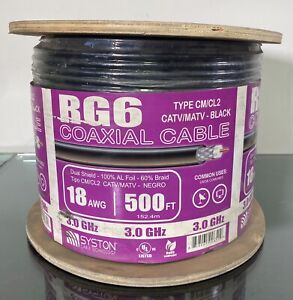 RG6
TYPE CM/CL2
CATV/MATV - BLACK
COAXIAL CABLE
Dual Shield - 100% AL Foil - 60% Braid
Tipo CM/CL2 CATV/MATV - NEGRO
18 AWG
500 FT
152.4m
COMMON USES:
3.0 GHz
3.0 GHz
3.0 GHz
SYSTON
UL
LISTED